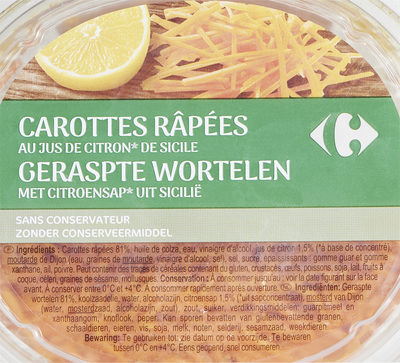 CAROTTES RÂPÉES
AU JUS DE CITRON* DE SICILE
GERASPTE WORTELEN
MET CITROENSAP* UIT SICILIË
SANS CONSERVATEUR
ZONDER CONSERVEERMIDDEL
Ingrédients : Carottes râpées 81%, huile de colza, eau, vinaigre d'alcool, jus de citron 1,5% (*à base de concentré),
moutarde de Dijon (eau, graines de moutarde, vinaigre d'alcool, sel), sel, sucre, épaississants : gomme guar et gomme
xanthane, ail, poivre. Peut contenir des traces de céréales contenant du gluten, crustacés, œufs, poissons, soja, lait, fruits à
coque, céleri, graines de sésame, mollusques. À consommer jusqu'au : voir la date figurant sur la face
avant. À conserver entre 0°C et +4°C. À consommer rapidement après ouverture. Ingrediënten: Geraspte
wortelen 81%, koolzaadolie, water, alcoholazijn, citroensap 1,5% (*uit sapconcentraat), mosterd van Dijon
(water, mosterdzaad, alcoholazijn, zout), zout, suiker, verdikkingsmiddelen: guarpitmeel en
xanthaangom, knoflook, peper. Kan sporen bevatten van glutenbevattende granen,
schaaldieren, eieren, vis, soja, melk, noten, selderij, sesamzaad, weekdieren.
Bewaring: Te gebruiken tot: zie datum op de voorzijde. Te bewaren
tussen 0°C en +4°C. Eens geopend, snel consumeren.